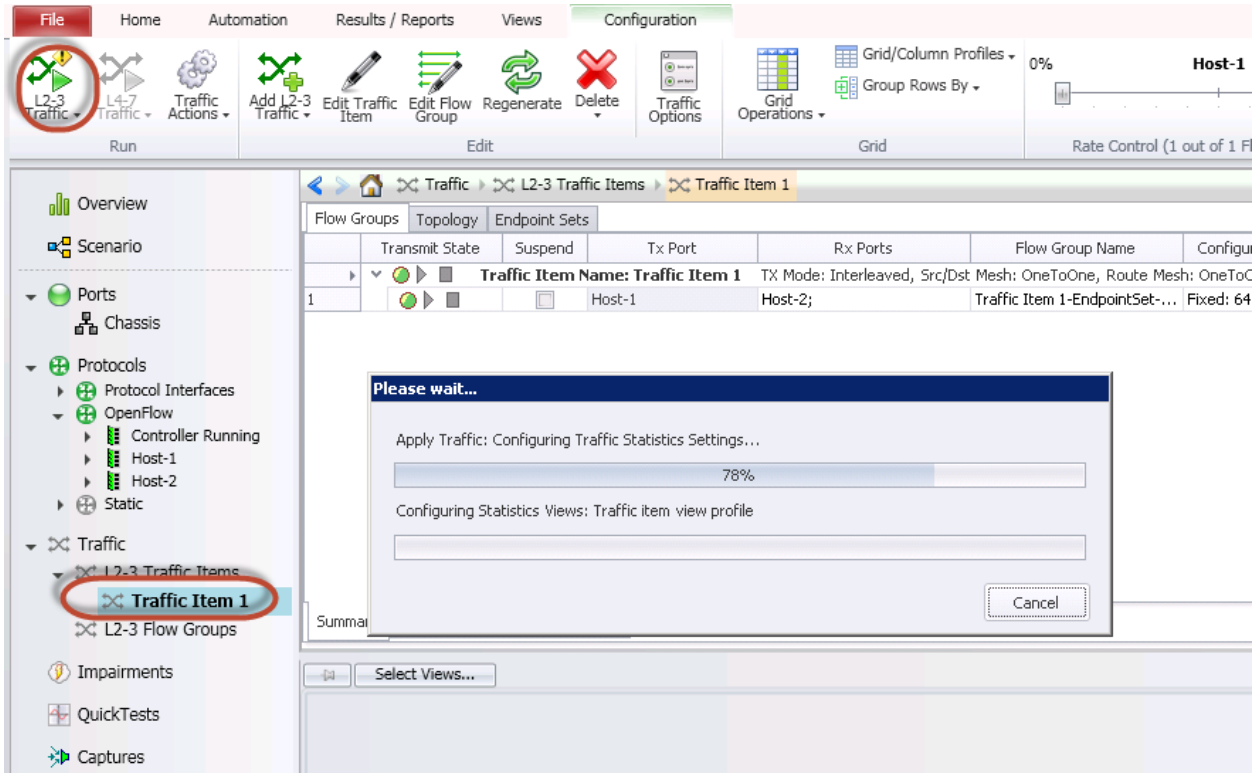 File Home Automation Results / Reports Views Configuration
L2-3 Traffic
L4-7 Traffic
Traffic Actions
Add L2-3 Traffic
Edit Traffic Item
Edit Flow Group
Regenerate
Delete
Traffic Options
Grid Operations
Grid/Column Profiles
Group Rows By
0% Host-1
Run Edit Grid Rate Control (1 out of 1 Fl
Overview
Scenario
Ports
Chassis
Protocols
Protocol Interfaces
OpenFlow
Controller Running
Host-1
Host-2
Static
Traffic
L2-3 Traffic Items
Traffic Item 1
L2-3 Flow Groups
Impairments
QuickTests
Captures
Traffic L2-3 Traffic Items Traffic Item 1
Flow Groups Topology Endpoint Sets
Transmit State Suspend Tx Port Rx Ports Flow Group Name Configur
Traffic Item Name: Traffic Item 1 TX Mode: Interleaved, Src/Dst Mesh: OneToOne, Route Mesh: OneToO
1 Host-1 Host-2; Traffic Item 1-EndpointSet-... Fixed: 64
Please wait...
Apply Traffic: Configuring Traffic Statistics Settings...
78%
Configuring Statistics Views: Traffic item view profile
Cancel
Summa
Select Views...